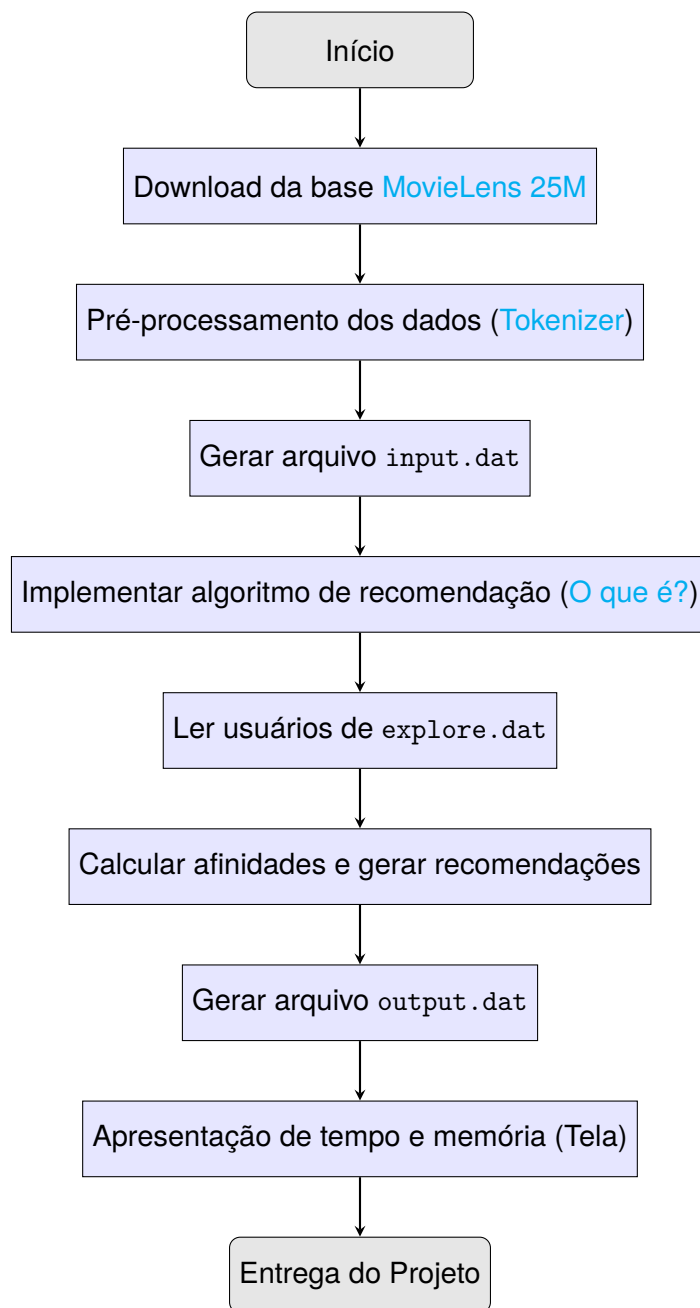 Início
Download da base MovieLens 25M
Pré-processamento dos dados (Tokenizer)
Gerar arquivo input.dat
Implementar algoritmo de recomendação (O que é?)
Ler usuários de explore.dat
Calcular afinidades e gerar recomendações
Gerar arquivo output.dat
Apresentação de tempo e memória (Tela)
Entrega do Projeto